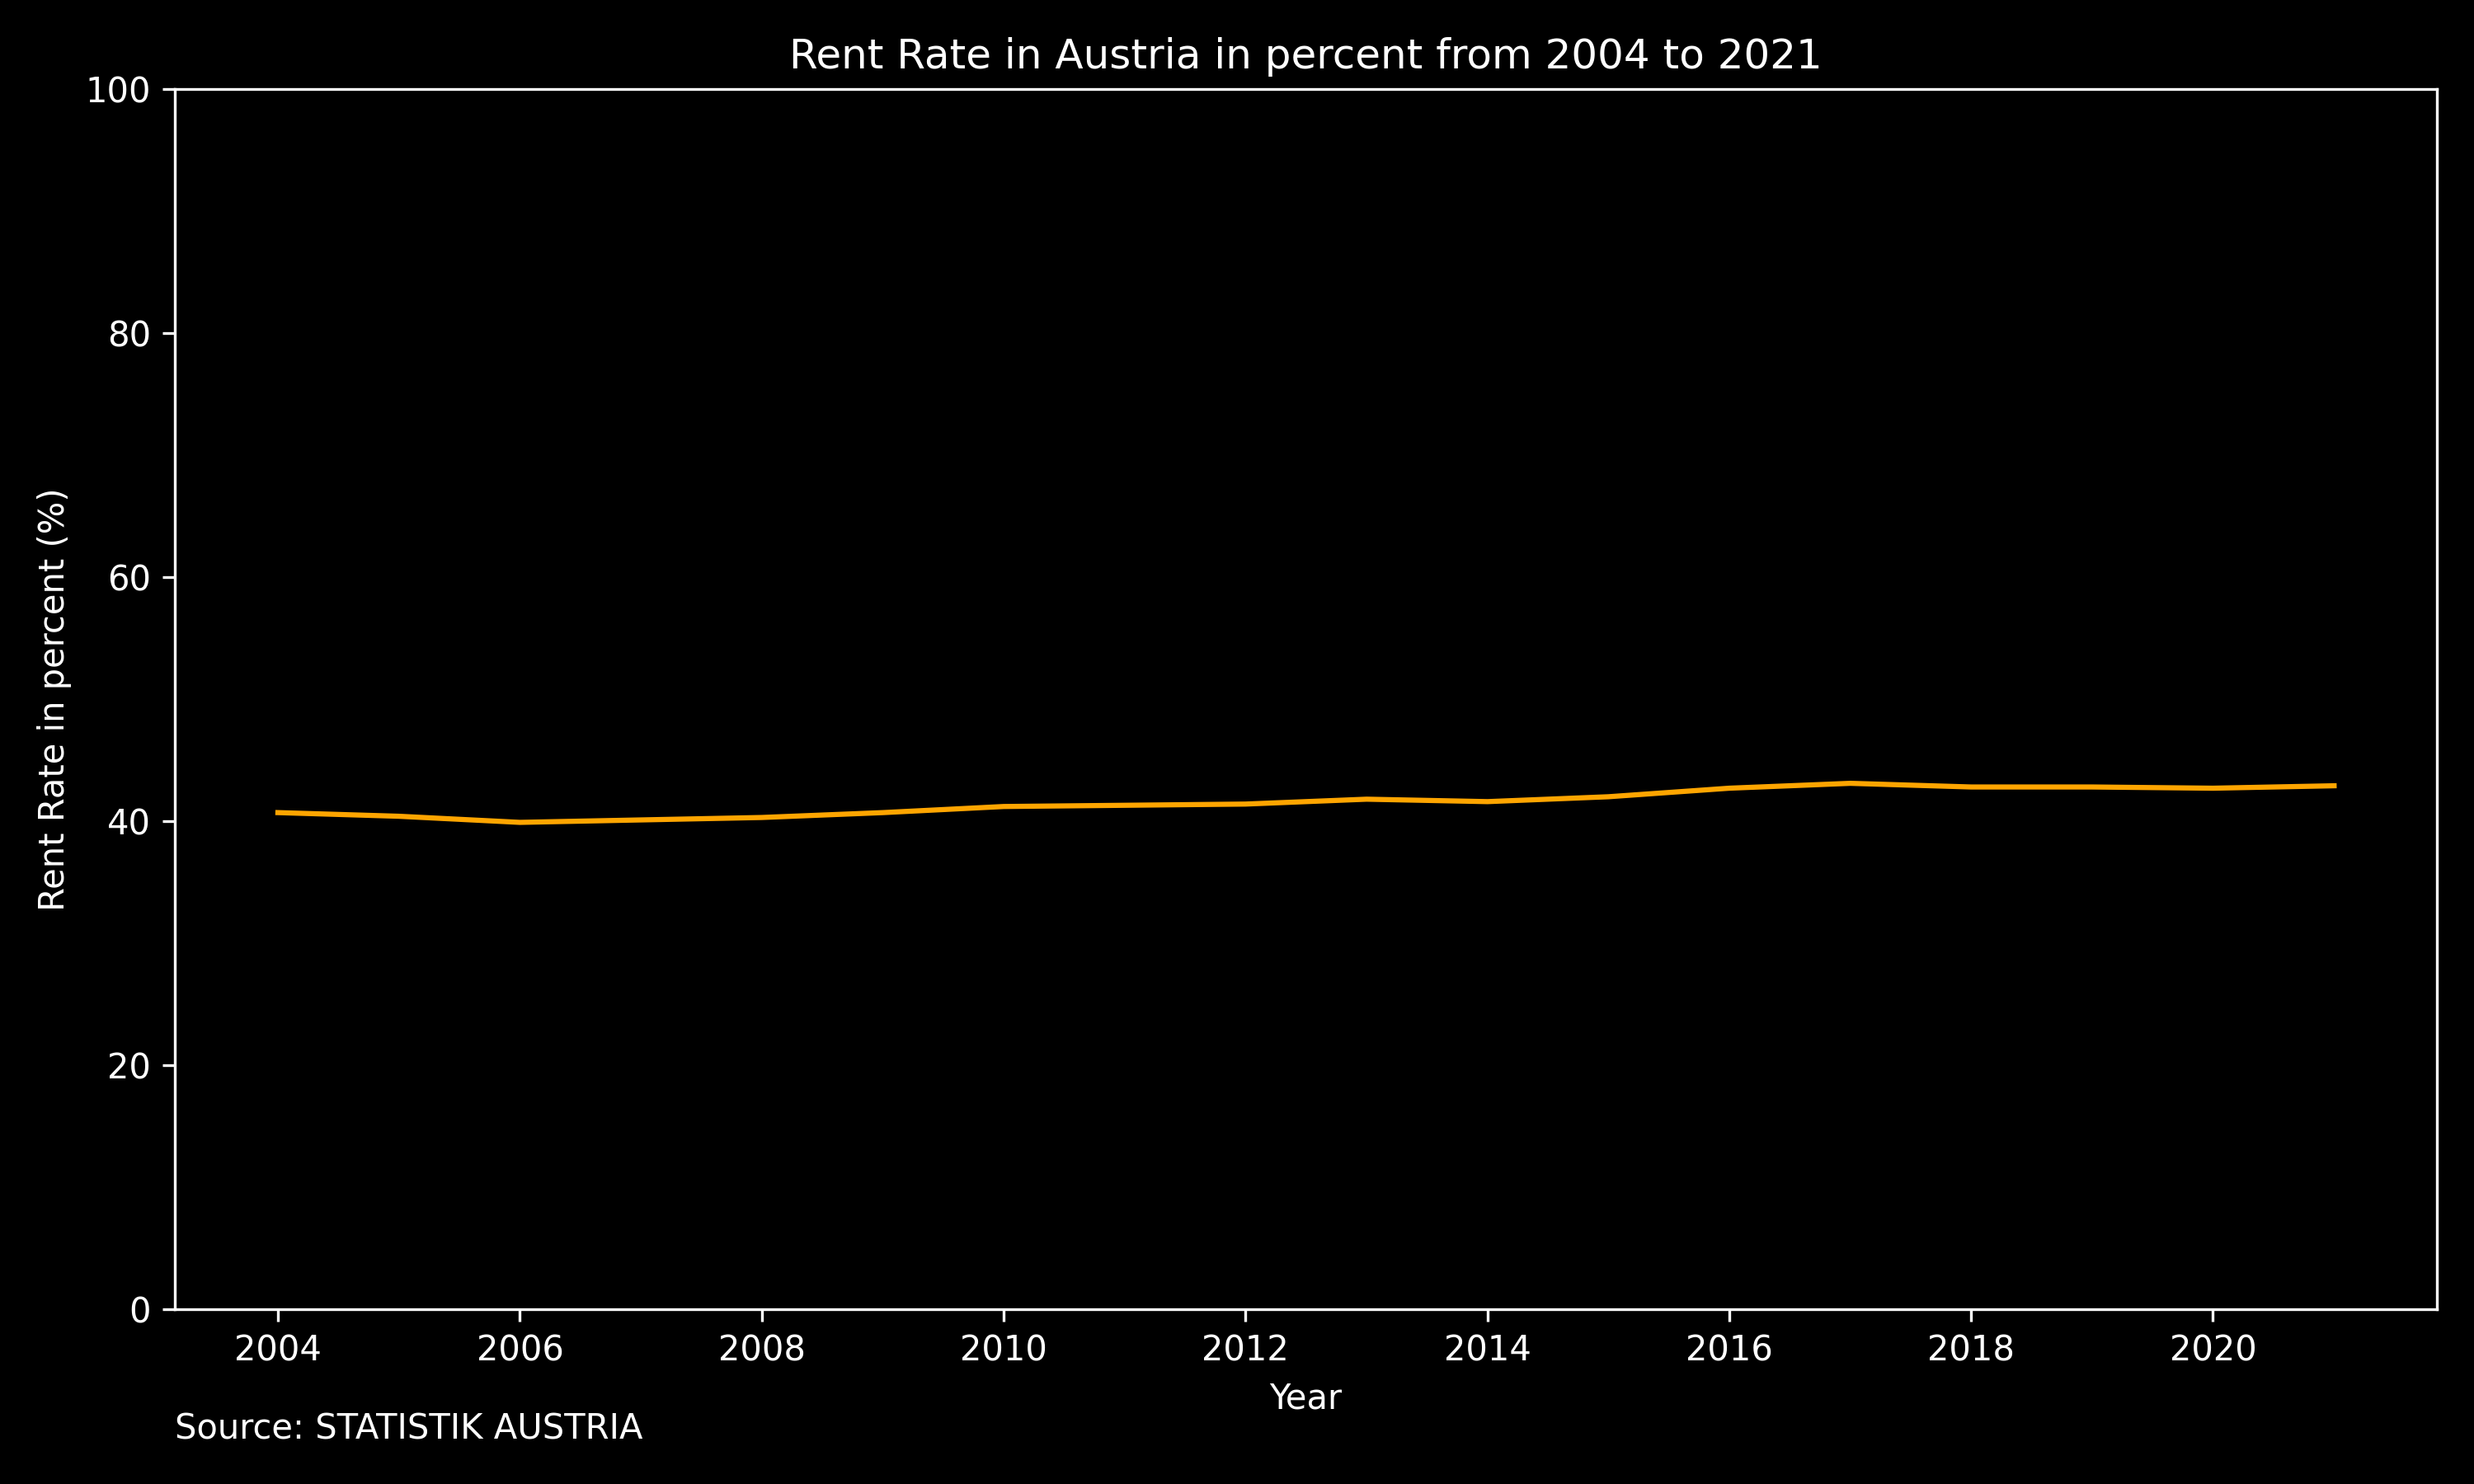 Rent Rate in Austria in percent from 2004 to 2021
100
80
60
40
20
0
Rent Rate in percent (%)
2004 2006 2008 2010 2012 2014 2016 2018 2020
Year
Source: STATISTIK AUSTRIA